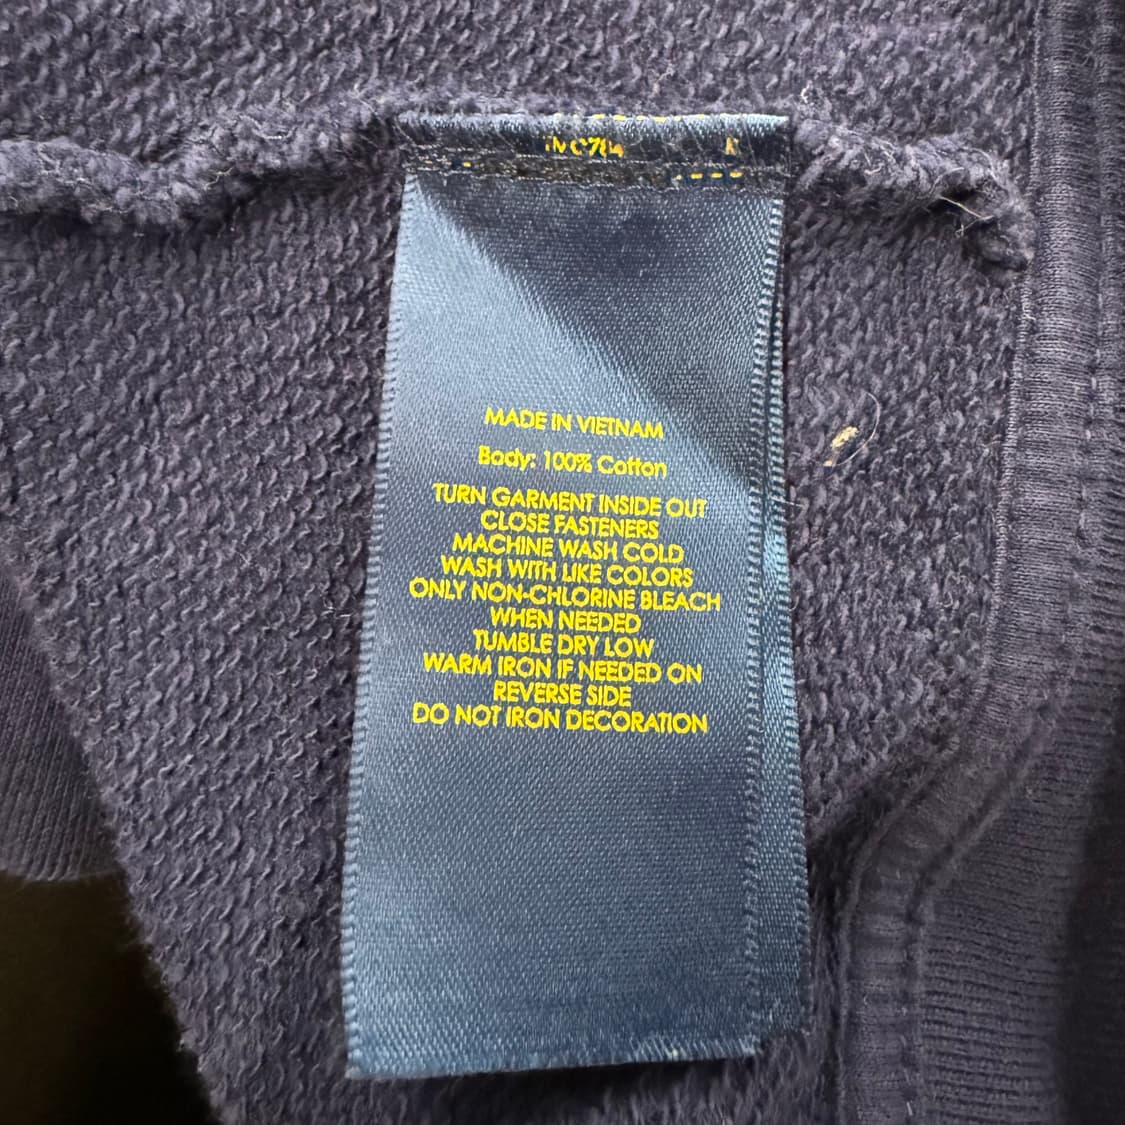 MADE IN VIETNAM
Body: 100% Cotton
TURN GARMENT INSIDE OUT
CLOSE FASTENERS
MACHINE WASH COLD
WASH WITH LIKE COLORS
ONLY NON-CHLORINE BLEACH
WHEN NEEDED
TUMBLE DRY LOW
WARM IRON IF NEEDED ON
REVERSE SIDE
DO NOT IRON DECORATION